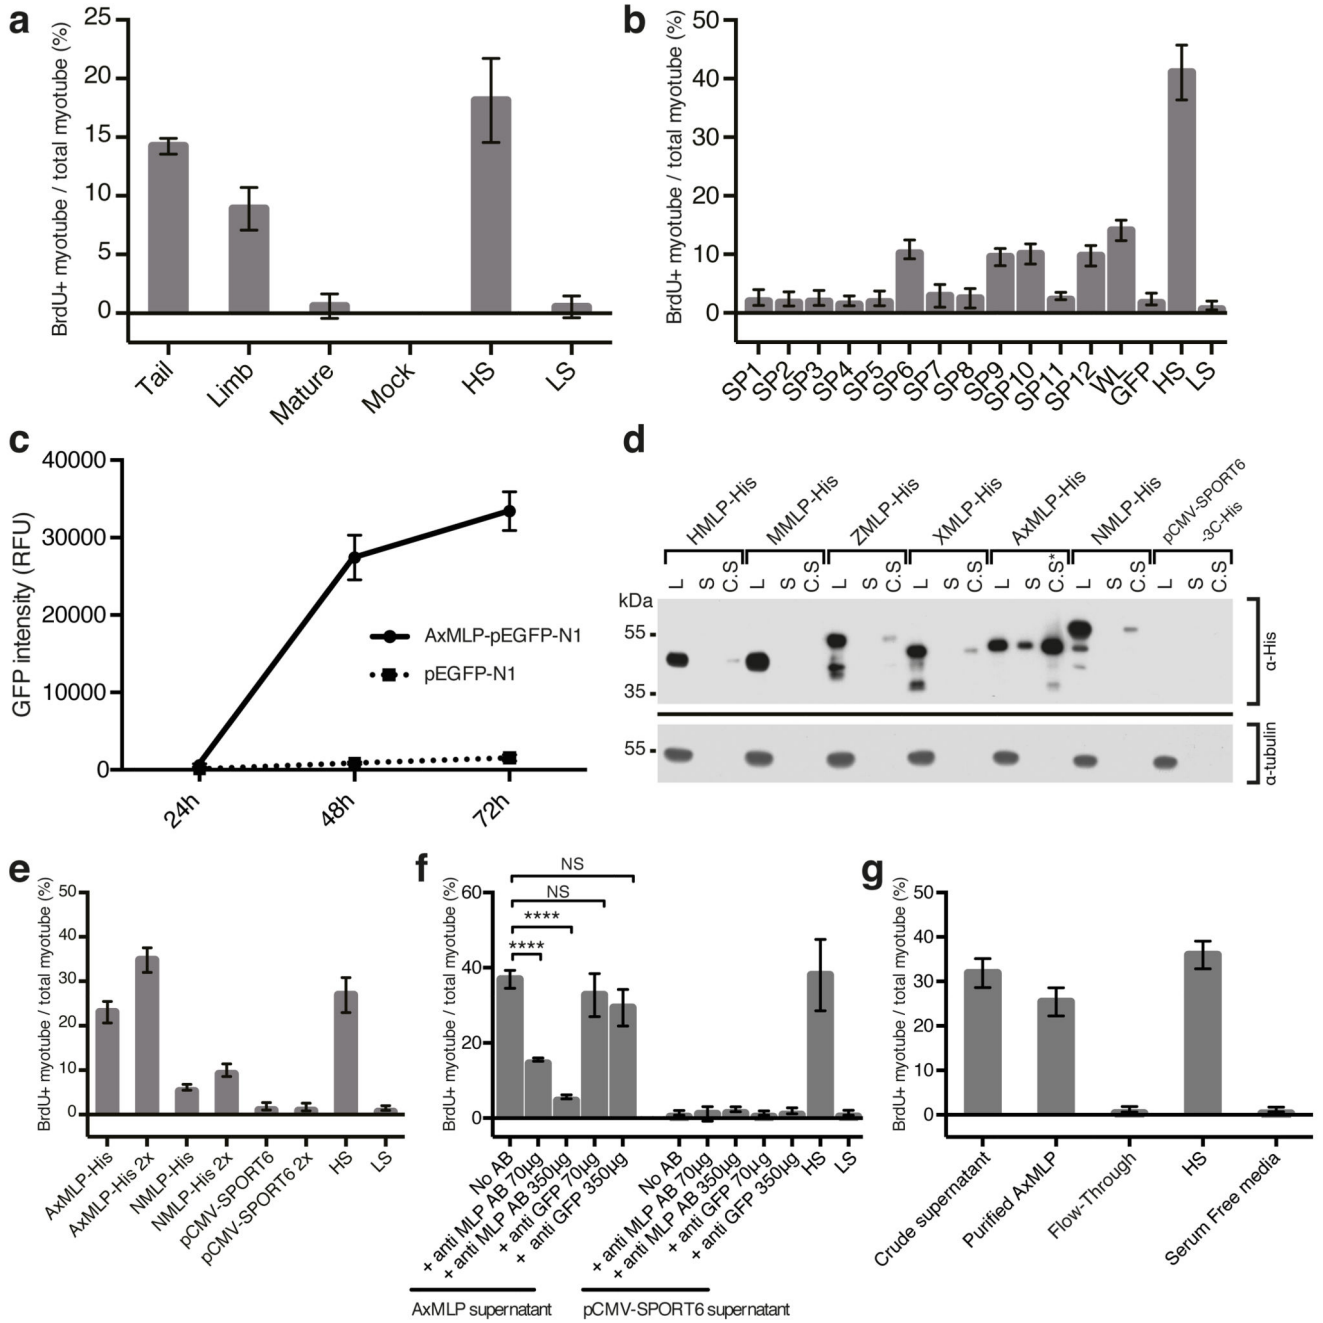 a
BrdU+ myotube / total myotube (%)
25
20
15
10
5
0
Tail
Limb
Mature
Mock
HS
LS
b
BrdU+ myotube / total myotube (%)
50
40
30
20
10
0
SP1
SP2
SP3
SP4
SP5
SP6
SP7
SP8
SP9
SP10
SP11
SP12
WL
GFP
HS
LS
c
GFP intensity (RFU)
40000
30000
20000
10000
0
AxMLP-pEGFP-N1
pEGFP-N1
24h
48h
72h
d
HMLP-His
MMLP-His
ZMLP-His
XMLP-His
AxMLP-His
NMLP-His
pCMV-SPORT6
-3C-His
L S C.S L S C.S L S C.S L S C.S L S C.S* L S C.S L S C.S
kDa
55
35
α-His
55
α-tubulin
e
BrdU+ myotube / total myotube (%)
50
40
30
20
10
0
AxMLP-His
AxMLP-His 2x
NMLP-His
NMLP-His 2x
pCMV-SPORT6
pCMV-SPORT6 2x
HS
LS
f
BrdU+ myotube / total myotube (%)
60
40
20
0
NS
NS
****
****
No AB
+ anti MLP AB 70µg
+ anti MLP AB 350µg
+ anti GFP 70µg
+ anti GFP 350µg
No AB
+ anti MLP AB 70µg
+ anti MLP AB 350µg
+ anti GFP 70µg
+ anti GFP 350µg
HS
LS
AxMLP supernatant
pCMV-SPORT6 supernatant
g
BrdU+ myotube / total myotube (%)
50
40
30
20
10
0
Crude supernatant
Purified AxMLP
Flow-Through
HS
Serum Free media